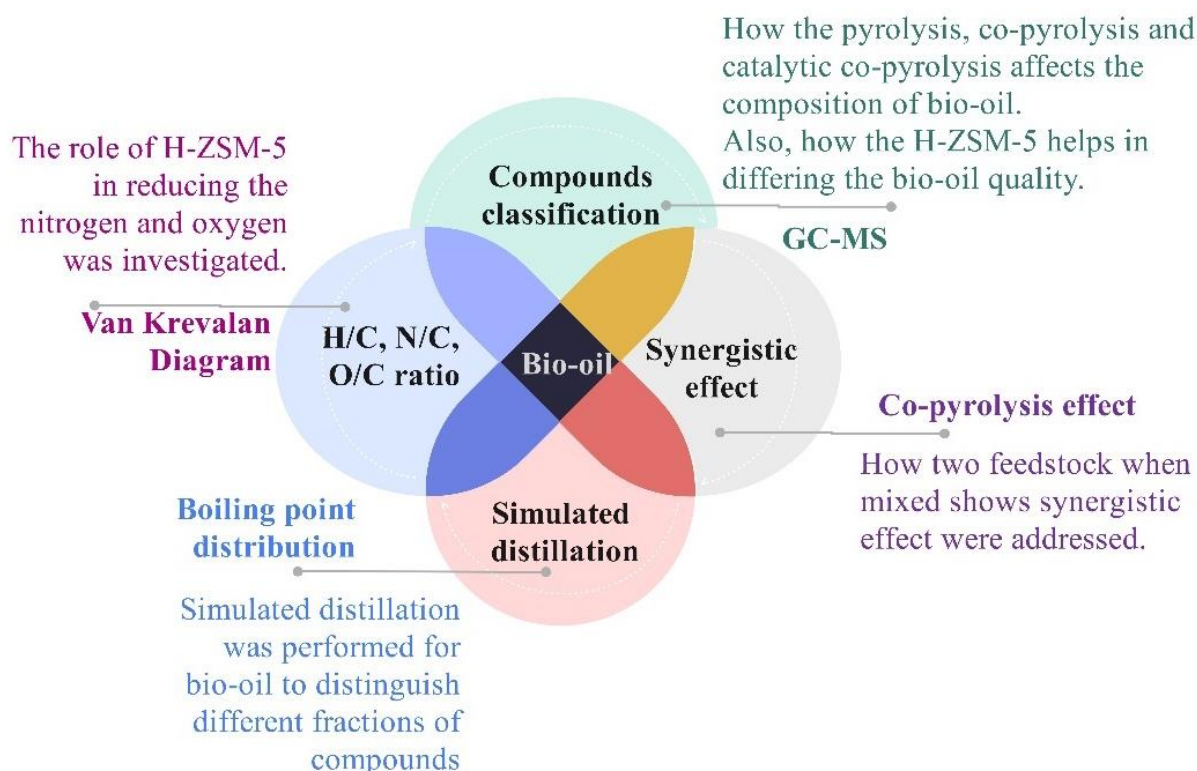 How the pyrolysis, co-pyrolysis and
catalytic co-pyrolysis affects the
composition of bio-oil.
Also, how the H-ZSM-5 helps in
differing the bio-oil quality.
GC-MS
The role of H-ZSM-5
in reducing the
nitrogen and oxygen
was investigated.
Van Krevalan
Diagram
Compounds
classification
H/C, N/C,
O/C ratio
Bio-oil
Synergistic
effect
Simulated
distillation
Co-pyrolysis effect
How two feedstock when
mixed shows synergistic
effect were addressed.
Boiling point
distribution
Simulated distillation
was performed for
bio-oil to distinguish
different fractions of
compounds